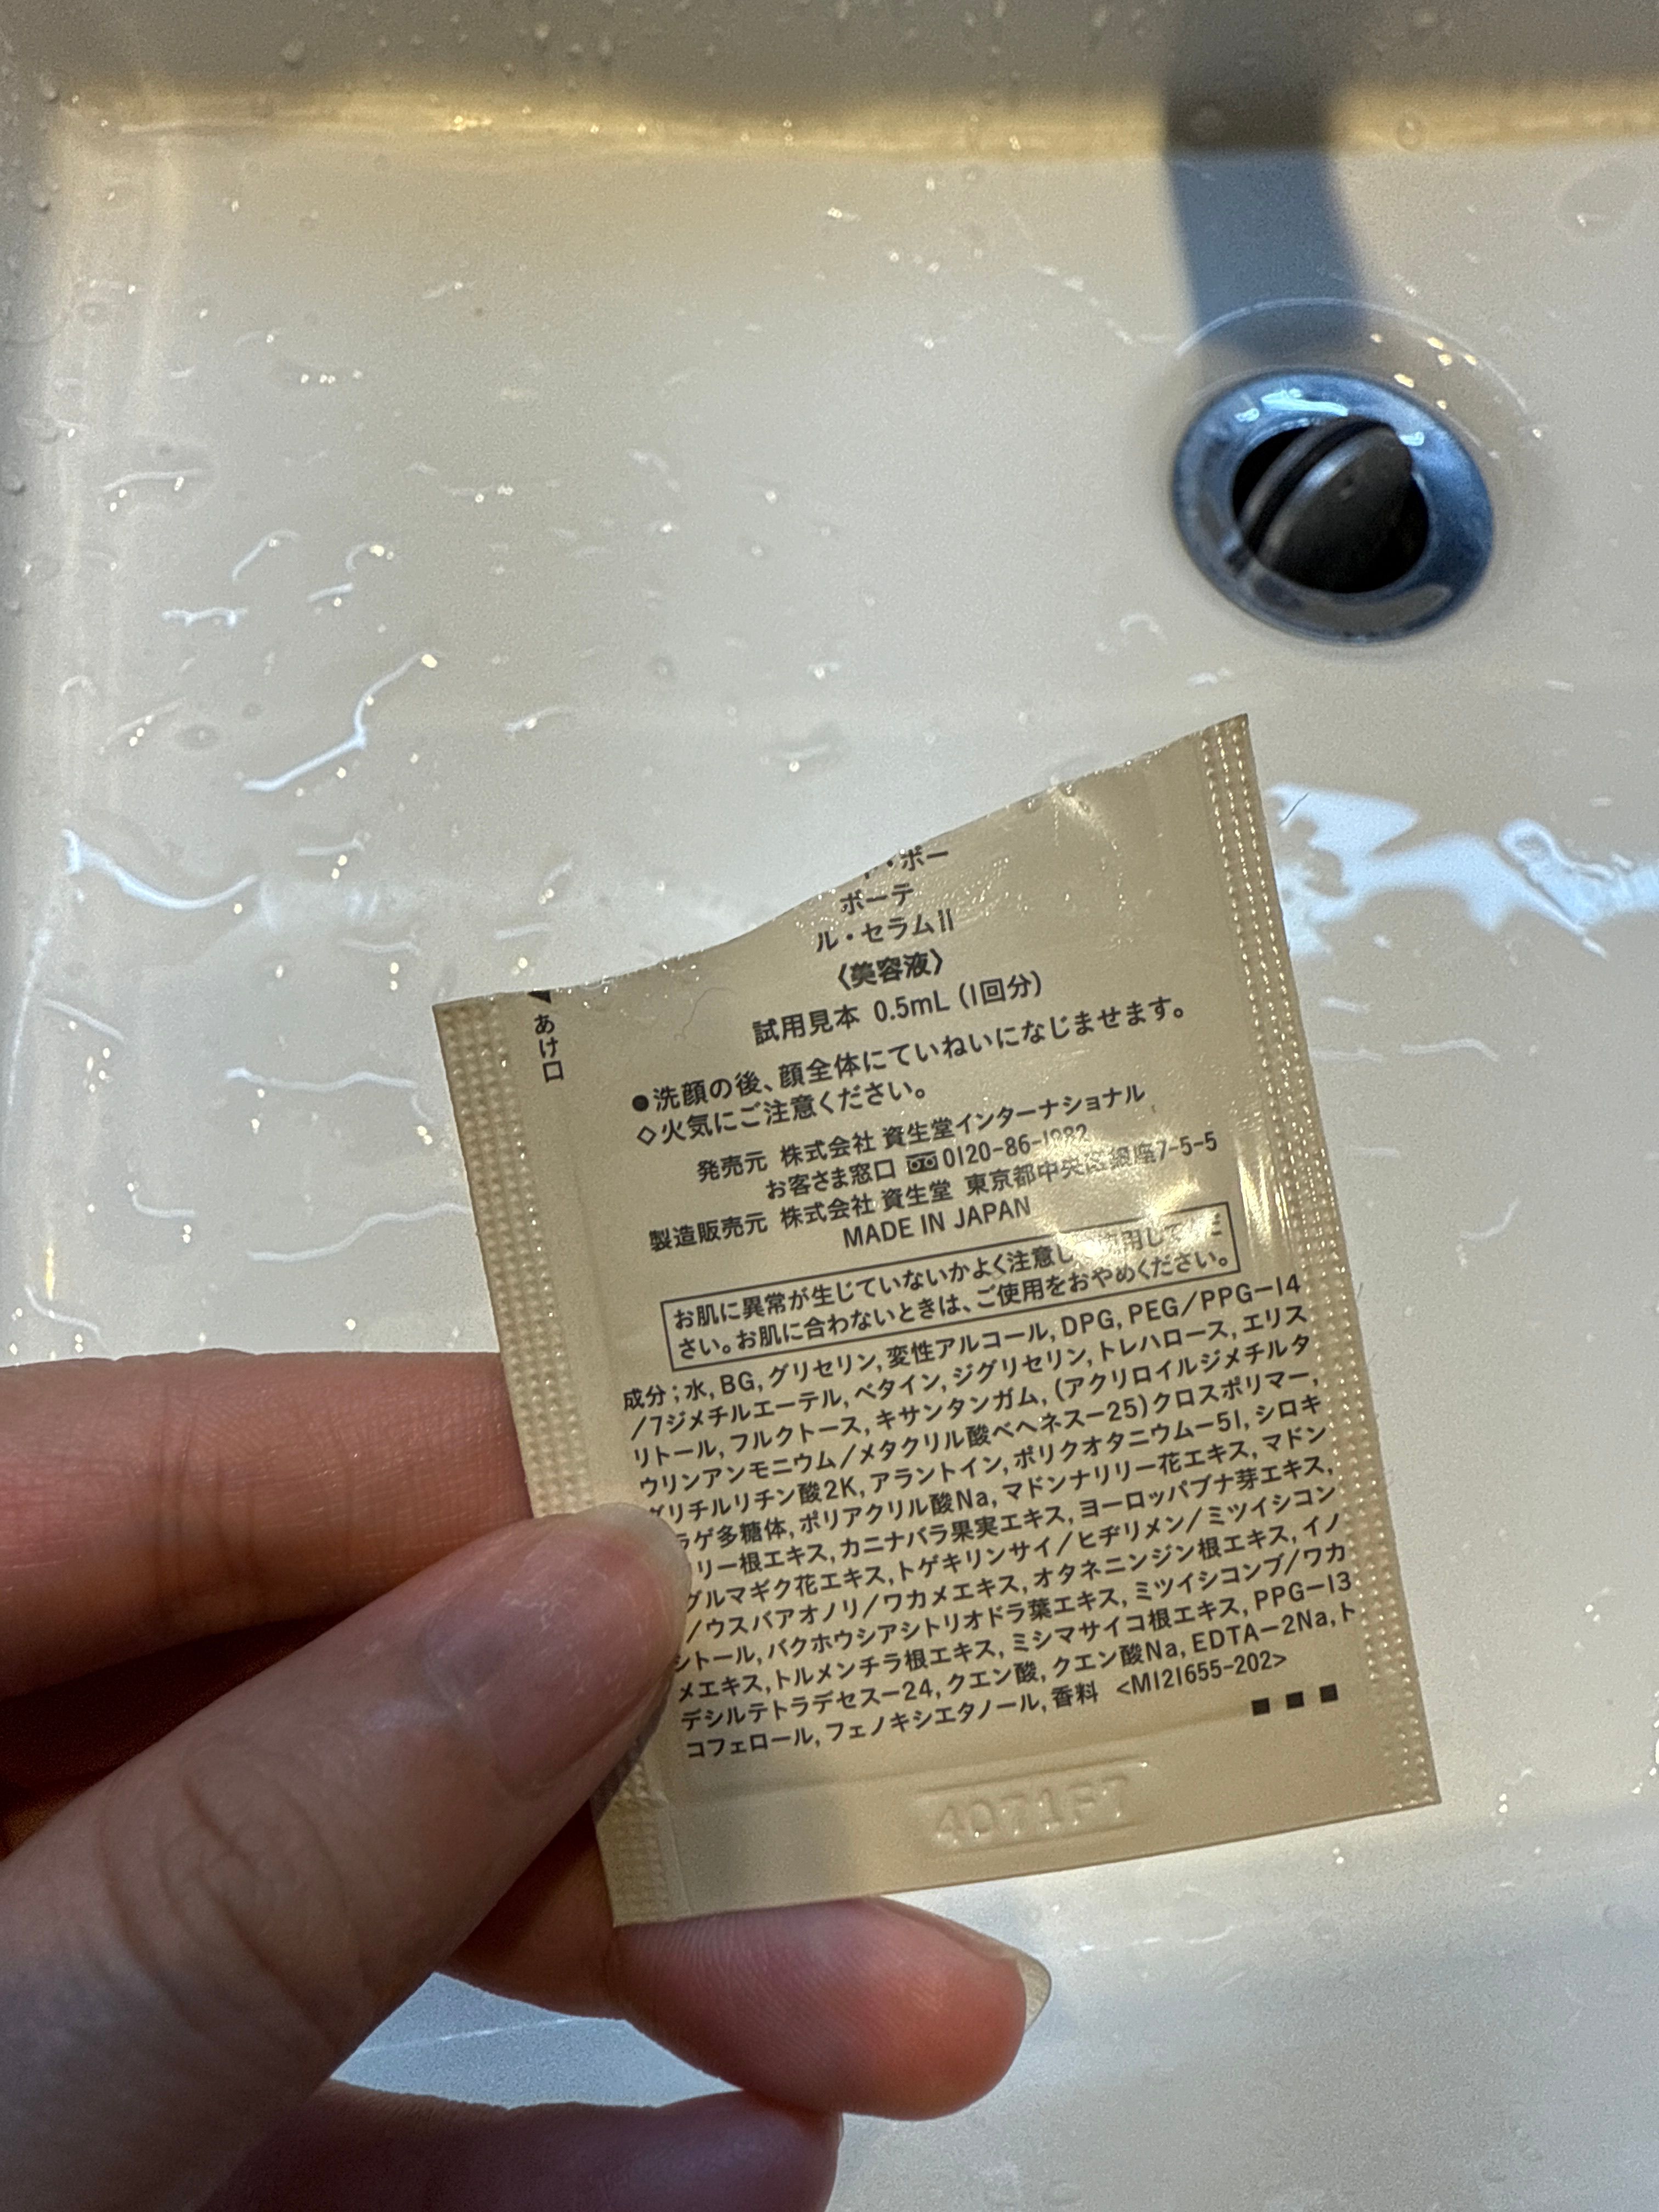 ・ボー
ボーテ
ル・セラムⅡ
〈美容液〉
試用見本 0.5mL (1回分)
あけ口
●洗顔の後、顔全体にていねいになじませます。
◇火気にご注意ください。
発売元 株式会社 資生堂インターナショナル
お客さま窓口 0120-86-1982
製造販売元 株式会社 資生堂 東京都中央区銀座7-5-5
MADE IN JAPAN
お肌に異常が生じていないかよく注意し 用して だ
さい。お肌に合わないときは、ご使用をおやめください。
成分；水, BG, グリセリン, 変性アルコール, DPG, PEG/PPG-14
/7ジメチルエーテル, ベタイン, ジグリセリン, トレハロース, エリス
リトール, フルクトース, キサンタンガム, (アクリロイルジメチルタ
ウリンアンモニウム/メタクリル酸ベヘネス-25)クロスポリマー,
グリチルリチン酸2K, アラントイン, ポリクオタニウム-51, シロキ
ラゲ多糖体, ポリアクリル酸Na, マドンナリリー花エキス, マドン
リー根エキス, カニナバラ果実エキス, ヨーロッパブナ芽エキス,
グルマギク花エキス, トゲキリンサイ/ヒヂリメン/ミツイシコン
/ウスバアオノリ/ワカメエキス, オタネニンジン根エキス, イノ
シトール, バクホウシアシトリオドラ葉エキス, ミツイシコンブ/ワカ
メエキス, トルメンチラ根エキス, ミシマサイコ根エキス, PPG-13
デシルテトラデセス-24, クエン酸, クエン酸Na, EDTA-2Na, ト
コフェロール, フェノキシエタノール, 香料 <M121655-202>
4071FT